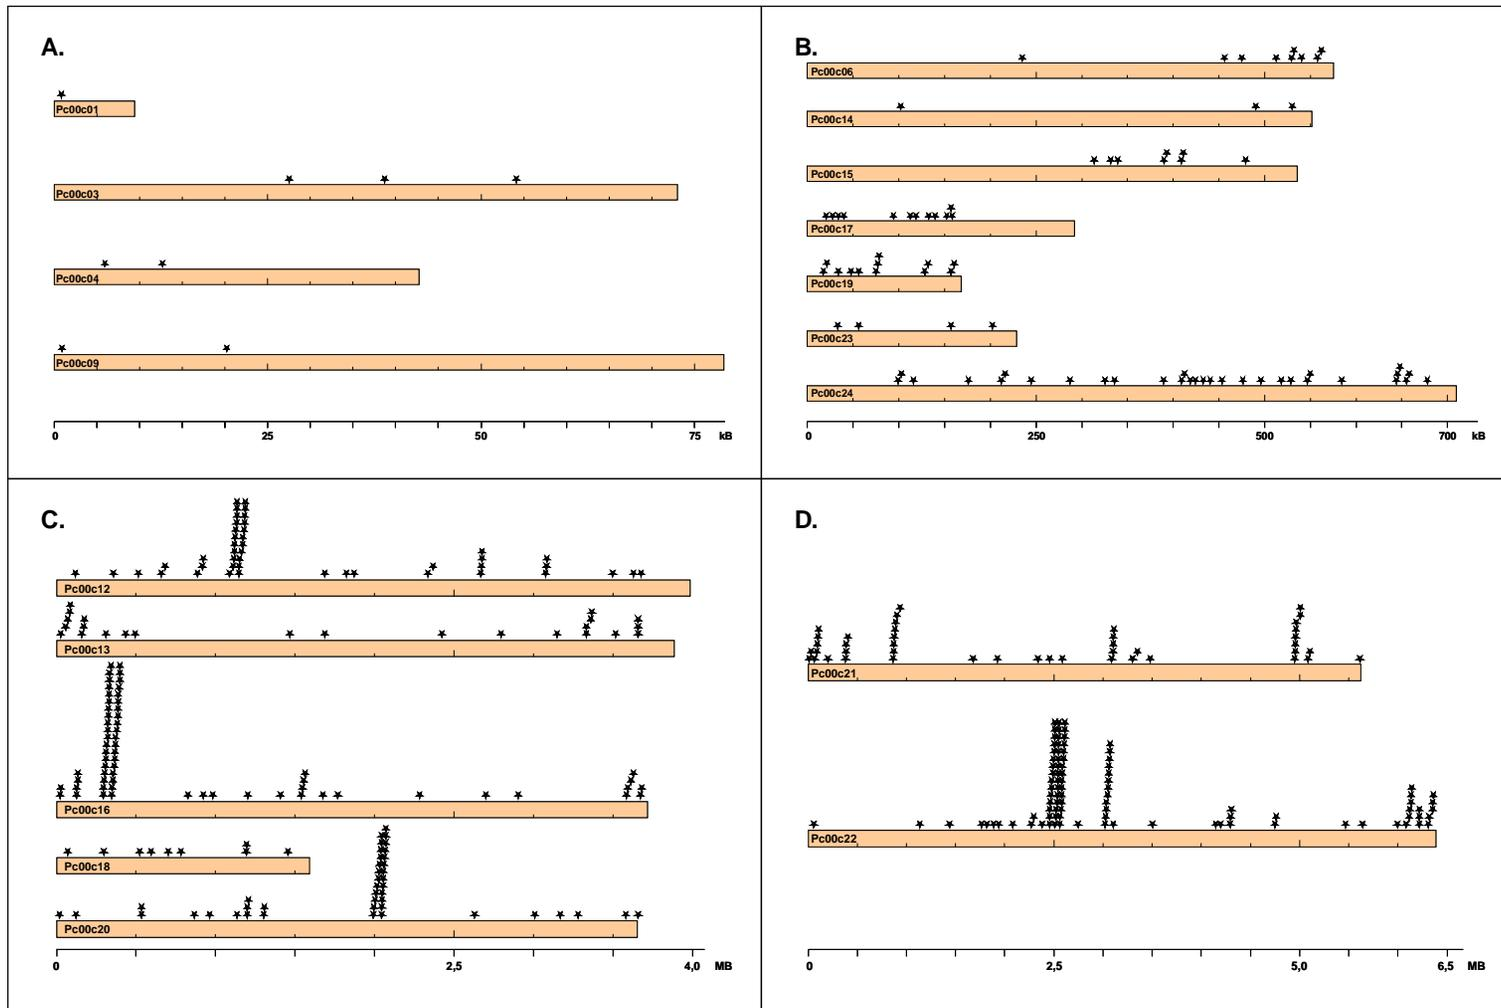 A.
Pc00c01
Pc00c03
Pc00c04
Pc00c09
0 25 50 75 kB
B.
Pc00c06
Pc00c14
Pc00c15
Pc00c17
Pc00c19
Pc00c23
Pc00c24
0 250 500 700 kB
C.
Pc00c12
Pc00c13
Pc00c16
Pc00c18
Pc00c20
0 2,5 4,0 MB
D.
Pc00c21
Pc00c22
0 2,5 5,0 6,5 MB